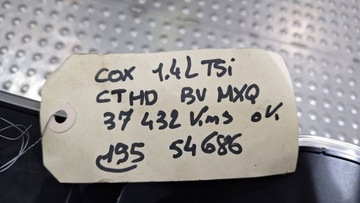 COX 1.4L TSi
CTHD BV MXQ
37 432 Kms OK
195 54686